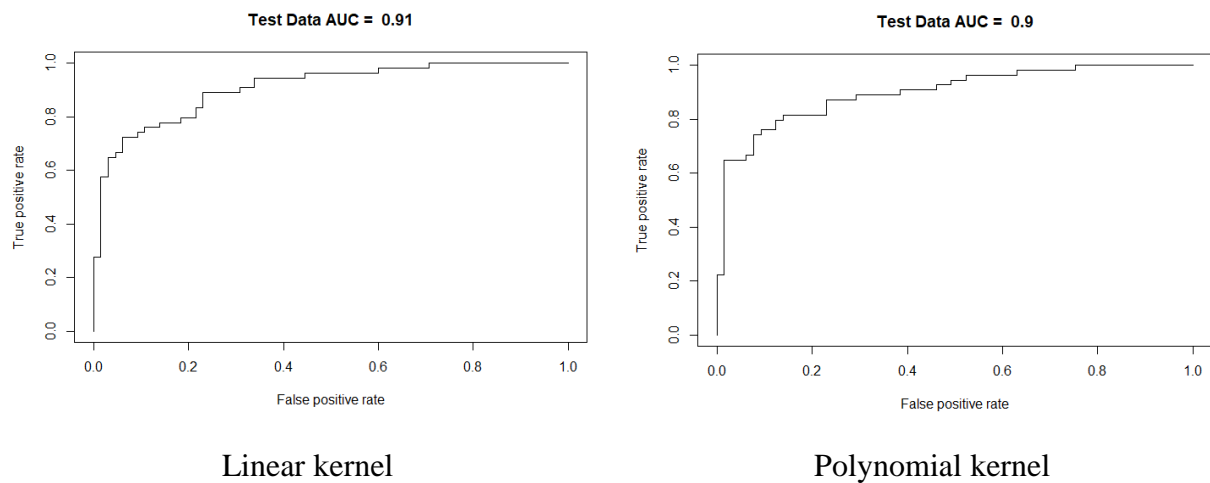 Test Data AUC = 0.91
True positive rate
1.0
0.8
0.6
0.4
0.2
0.0
0.0 0.2 0.4 0.6 0.8 1.0
False positive rate
Linear kernel
Test Data AUC = 0.9
True positive rate
1.0
0.8
0.6
0.4
0.2
0.0
0.0 0.2 0.4 0.6 0.8 1.0
False positive rate
Polynomial kernel